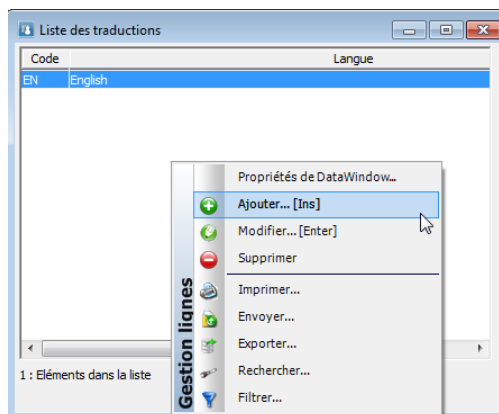 Liste des traductions
Code Langue
EN English
Propriétés de DataWindow...
Ajouter... [Ins]
Modifier... [Enter]
Supprimer
Imprimer...
Envoyer...
Exporter...
Rechercher...
Filtrer...
Gestion lignes
1 : Eléments dans la liste